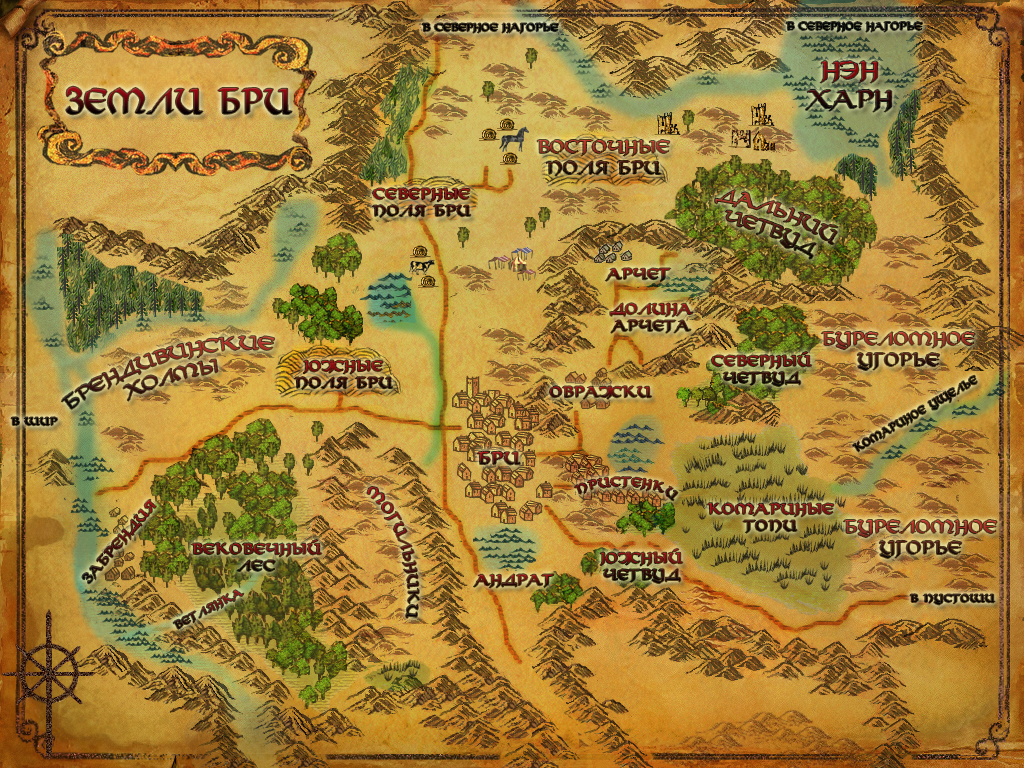 В СЕВЕРНОЕ НАГОРЬЕ
В СЕВЕРНОЕ НАГОРЬЕ
ЗЕМЛИ БРИ
НЭН
ХАРН
ВОСТОЧНЫЕ
ПОЛЯ БРИ
СЕВЕРНЫЕ
ПОЛЯ БРИ
ДАЛЬНИЙ
ЧЕТВУД
АРЧЕТ
ДОЛИНА
АРЧЕТА
БРЕНДИВИНСКИЕ
ХОЛМЫ
ЮЖНЫЕ
ПОЛЯ БРИ
СЕВЕРНЫЙ
ЧЕТВУД
БУРЕЛОМНОЕ
УГОРЬЕ
ОВРАЖКИ
КОМАРИНОЕ УЩЕЛЬЕ
В ШИР
БРИ
ПРИСТЕНКИ
КОМАРИНЫЕ
ТОПИ
БУРЕЛОМНОЕ
УГОРЬЕ
ЗАБРЕНДИЯ
ВЕКОВЕЧНЫЙ
ЛЕС
МОГИЛЬНИКИ
АНДРАТ
ЮЖНЫЙ
ЧЕТВУД
ВЕТЛЯНКА
В ПУСТОШИ